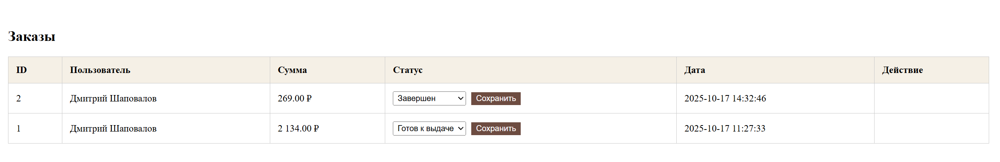 Заказы
ID Пользователь Сумма Статус Дата Действие
2 Дмитрий Шаповалов 269.00 ₽ Завершен Сохранить 2025-10-17 14:32:46
1 Дмитрий Шаповалов 2 134.00 ₽ Готов к выдаче Сохранить 2025-10-17 11:27:33